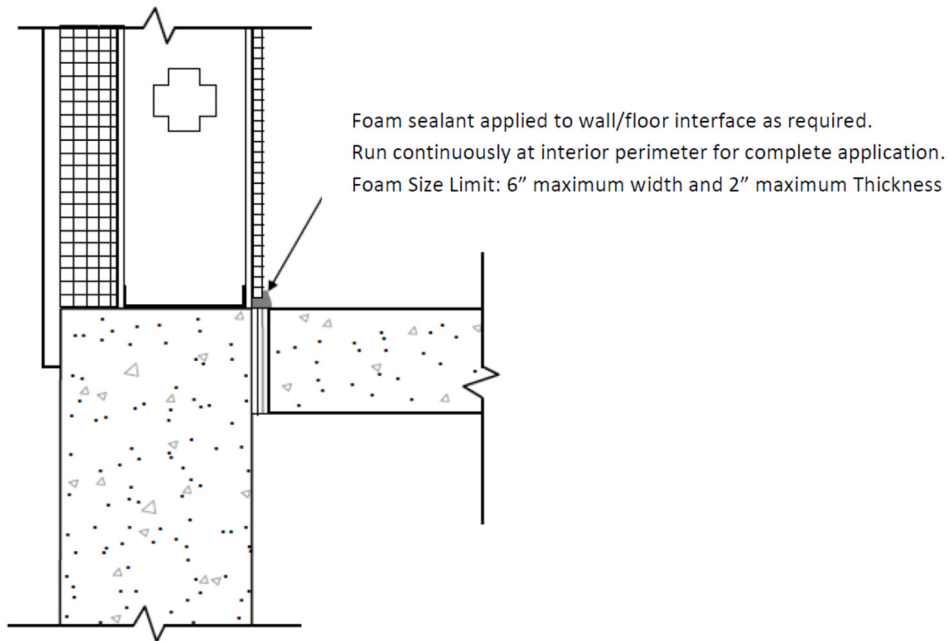 Foam sealant applied to wall/floor interface as required.
Run continuously at interior perimeter for complete application.
Foam Size Limit: 6” maximum width and 2” maximum Thickness